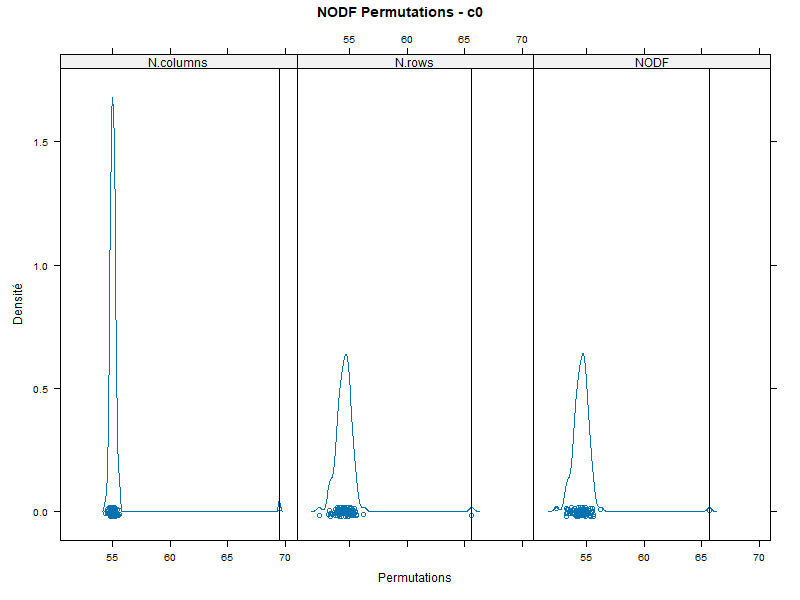 NODF Permutations - c0
55 60 65 70
N.columns N.rows NODF
1.5
1.0
0.5
0.0
Densité
55 60 65 70 55 60 65 70
Permutations